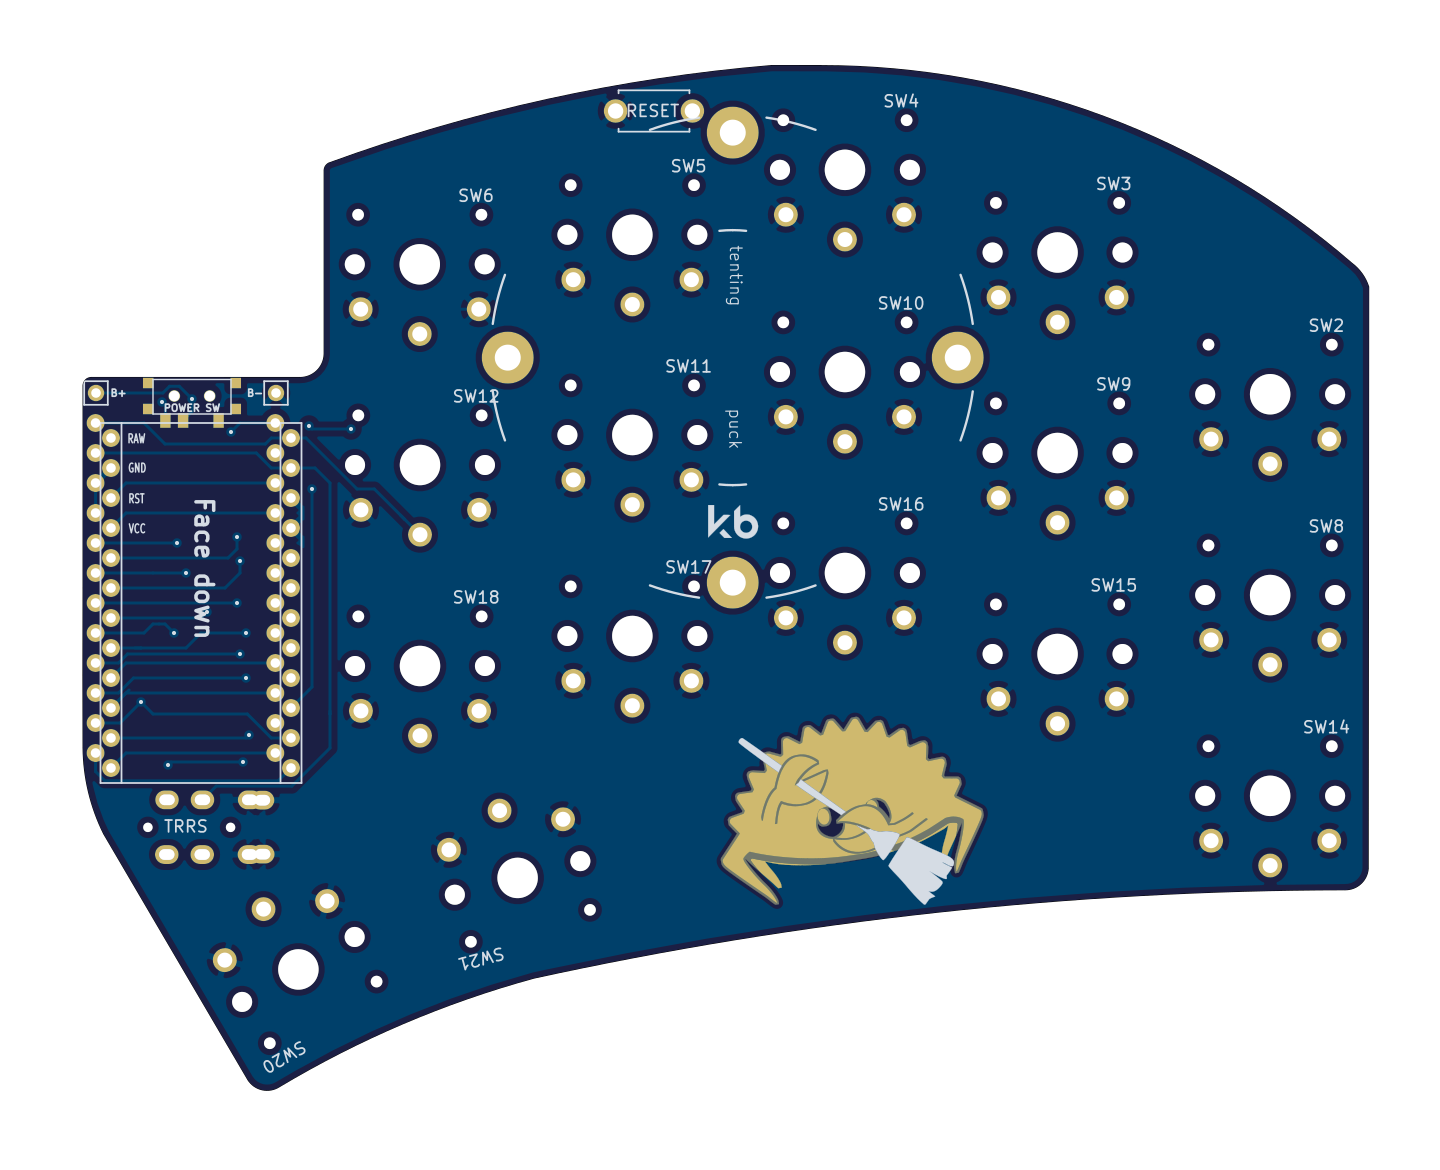 RESET
SW4
SW5
SW3
SW6
tenting
SW10
SW2
SW11
SW9
B+
B-
SW12
POWER SW
puck
RAW
GND
RST
VCC
Face down
SW16
kb
SW8
SW17
SW15
SW18
SW14
TRRS
SW21
SW20